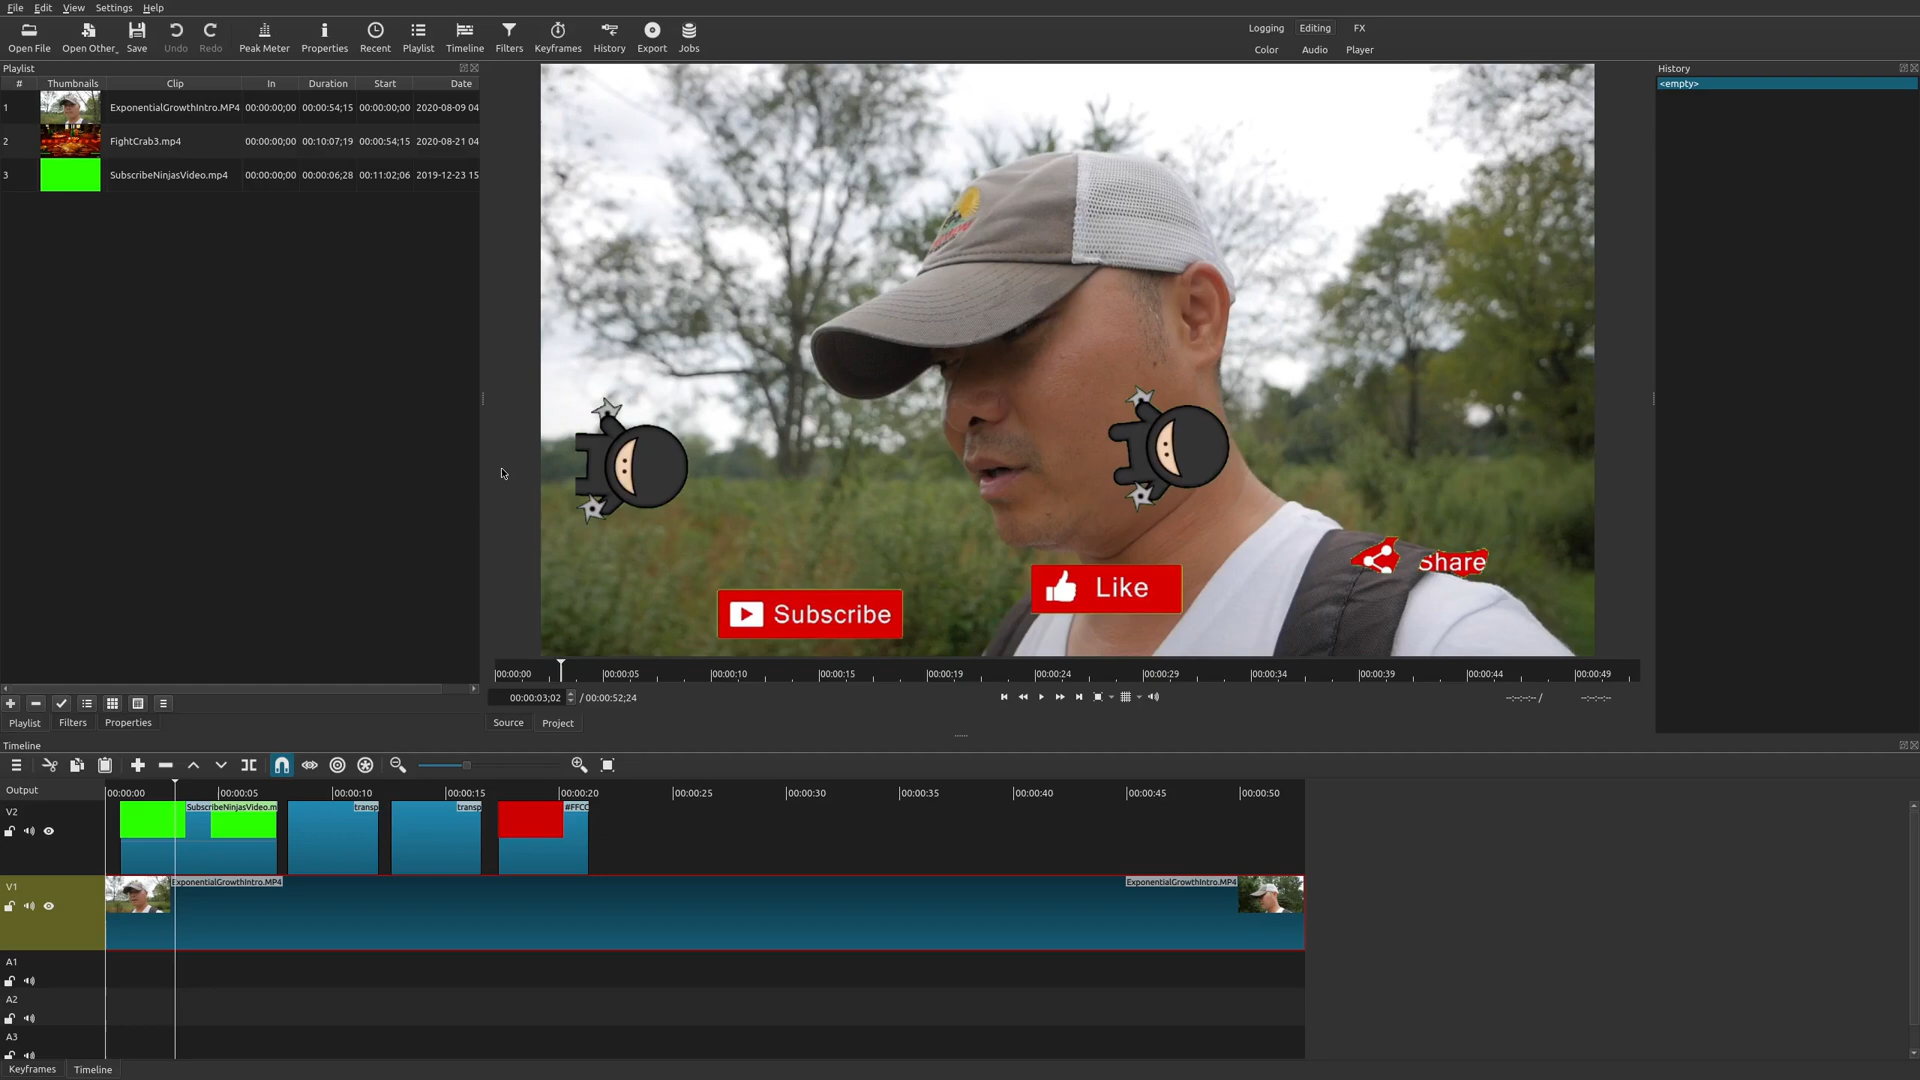 File Edit View Settings Help
Open File Open Other Save Undo Redo Peak Meter Properties Recent Playlist Timeline Filters Keyframes History Export Jobs
Logging Editing FX
Color Audio Player
Playlist
# Thumbnails Clip In Duration Start Date
1 ExponentialGrowthIntro.MP4 00:00:00;00 00:00:54;15 00:00:00;00 2020-08-09 04
2 FightCrab3.mp4 00:00:00;00 00:10:07;19 00:00:54;15 2020-08-21 04
3 SubscribeNinjasVideo.mp4 00:00:00;00 00:00:06;28 00:11:02;06 2019-12-23 15
Share
Like
Subscribe
History
<empty>
00:00:00 00:00:05 00:00:10 00:00:15 00:00:19 00:00:24 00:00:29 00:00:34 00:00:39 00:00:44 00:00:49
00:00:03;02 / 00:00:52;24 --:--:--:-- / --:--:--:--
Playlist Filters Properties
Source Project
Timeline
Output
00:00:00 00:00:05 00:00:10 00:00:15 00:00:20 00:00:25 00:00:30 00:00:35 00:00:40 00:00:45 00:00:50
V2
SubscribeNinjasVideo.m transp transp #FFCC
V1
ExponentialGrowthIntro.MP4 ExponentialGrowthIntro.MP4
A1
A2
A3
Keyframes Timeline